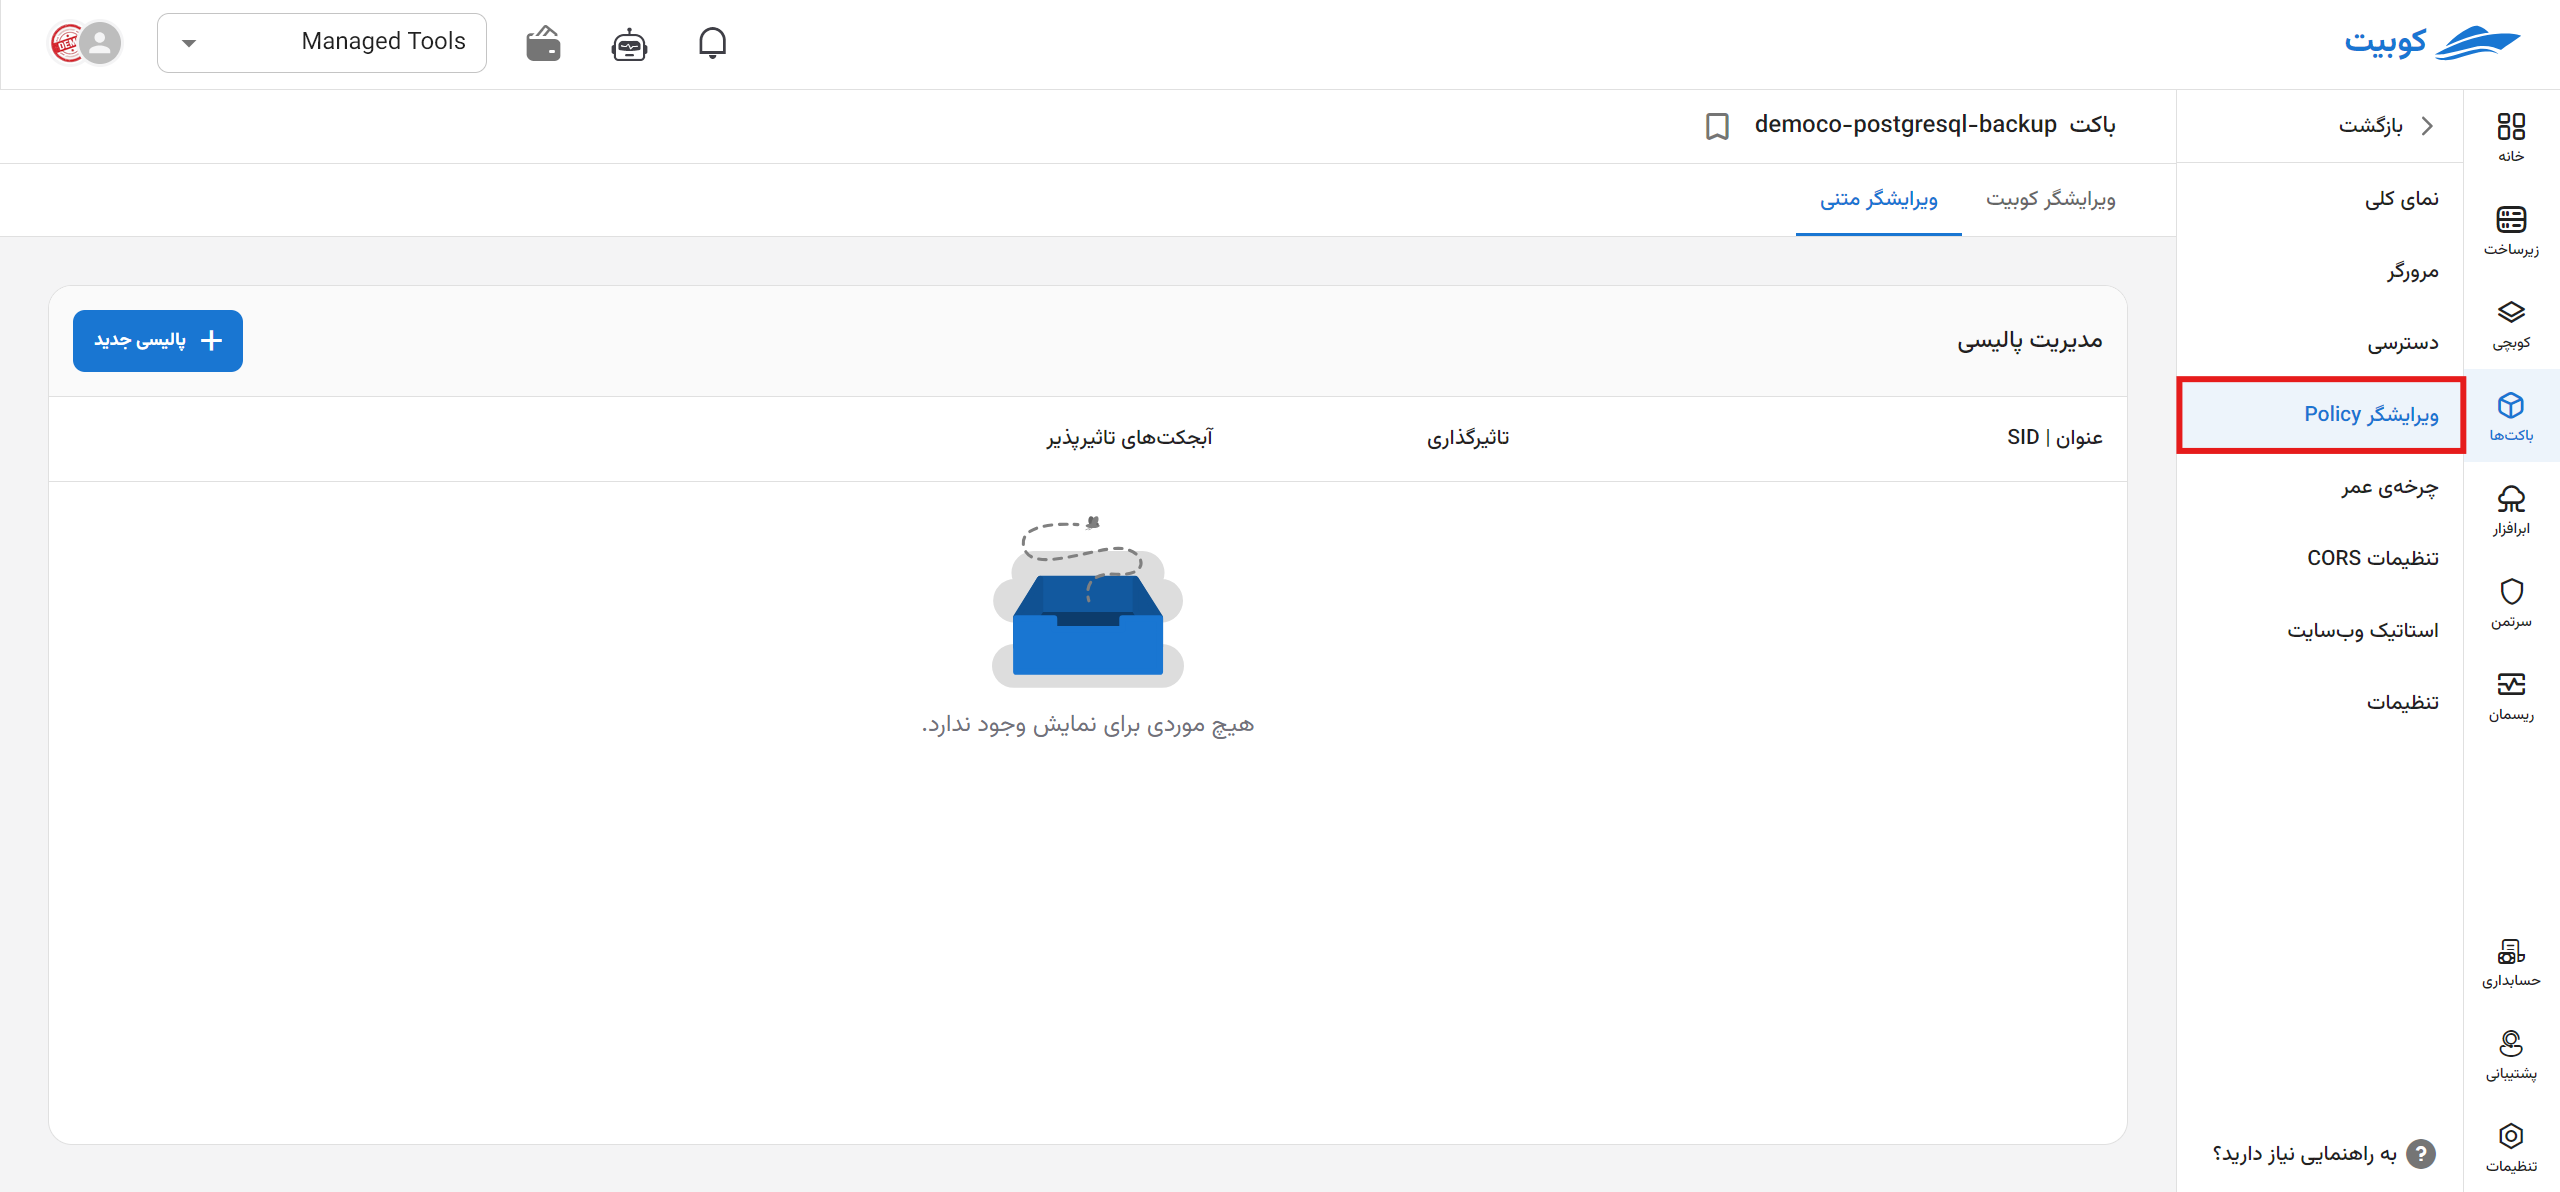 کوبیت
Managed Tools
DEM
خانه
زیرساخت
کوبچی
باکت‌ها
ابرافزار
سرتمن
ریسمان
حسابداری
پشتیبانی
تنظیمات
بازگشت
نمای کلی
مرورگر
دسترسی
ویرایشگر Policy
چرخه‌ی عمر
تنظیمات CORS
استاتیک وب‌سایت
تنظیمات
به راهنمایی نیاز دارید؟
باکت democo-postgresql-backup
ویرایشگر کوبیت
ویرایشگر متنی
مدیریت پالیسی
پالیسی جدید
عنوان | SID
تاثیرگذاری
آبجکت‌های تاثیرپذیر
هیچ موردی برای نمایش وجود ندارد.